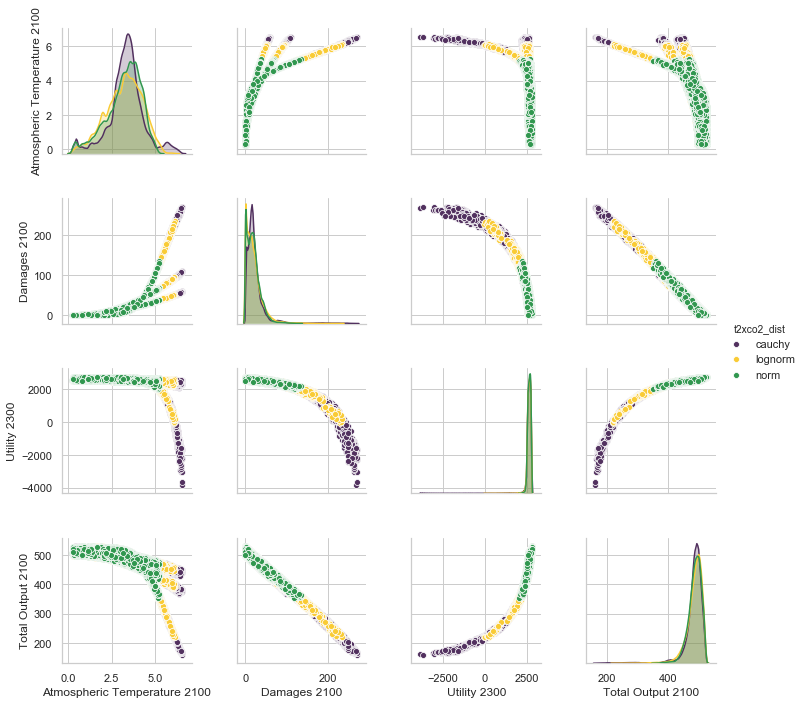 Atmospheric Temperature 2100
6
4
2
0
Damages 2100
200
100
0
t2xco2_dist
cauchy
lognorm
norm
Utility 2300
2000
0
−2000
−4000
Total Output 2100
500
400
300
200
0.0 2.5 5.0
Atmospheric Temperature 2100
0 200
Damages 2100
−2500 0 2500
Utility 2300
200 400
Total Output 2100